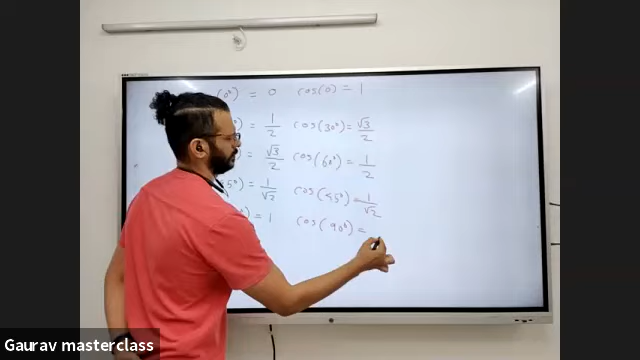 0°) = 0 cos(0) = 1
°) = 1/2 cos(30°) = √3/2
°) = √3/2 cos(60°) = 1/2
5°) = 1/√2 cos(45°) = 1/√2
°) = 1 cos(90°) =
Gaurav masterclass